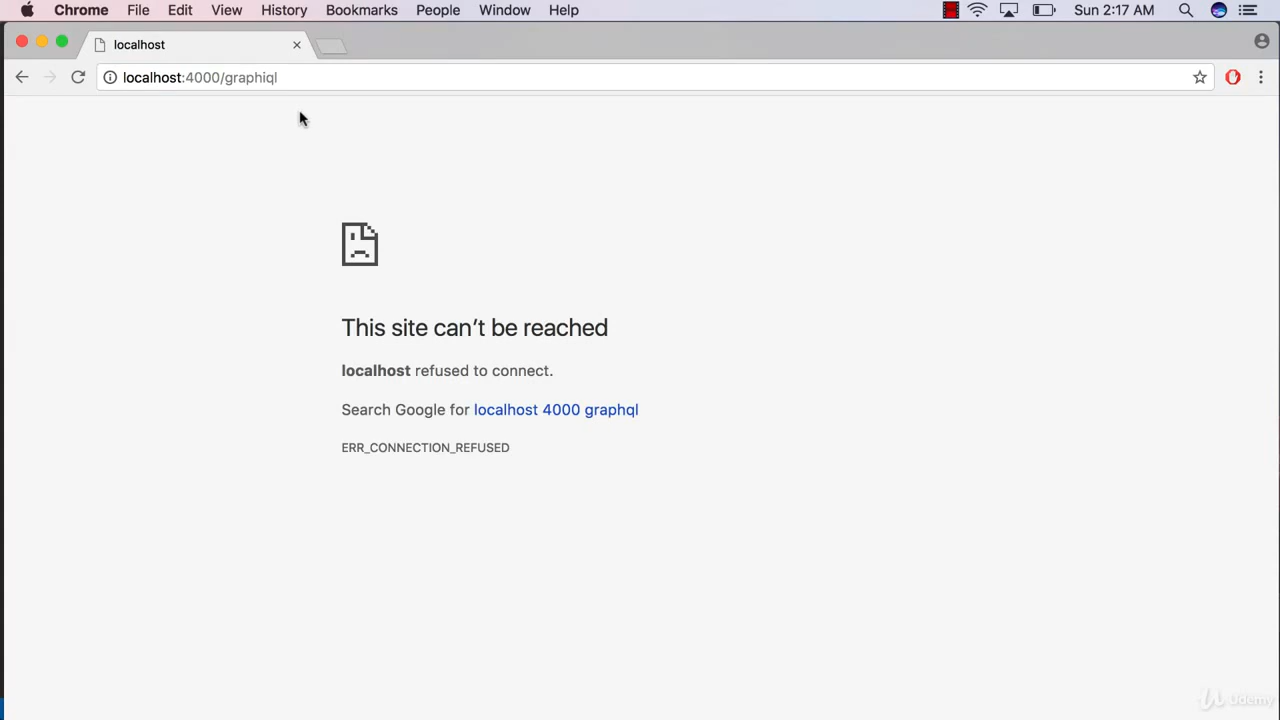 Chrome File Edit View History Bookmarks People Window Help Sun 2:17 AM
localhost
localhost:4000/graphiql
This site can't be reached
localhost refused to connect.
Search Google for localhost 4000 graphql
ERR_CONNECTION_REFUSED
Udemy